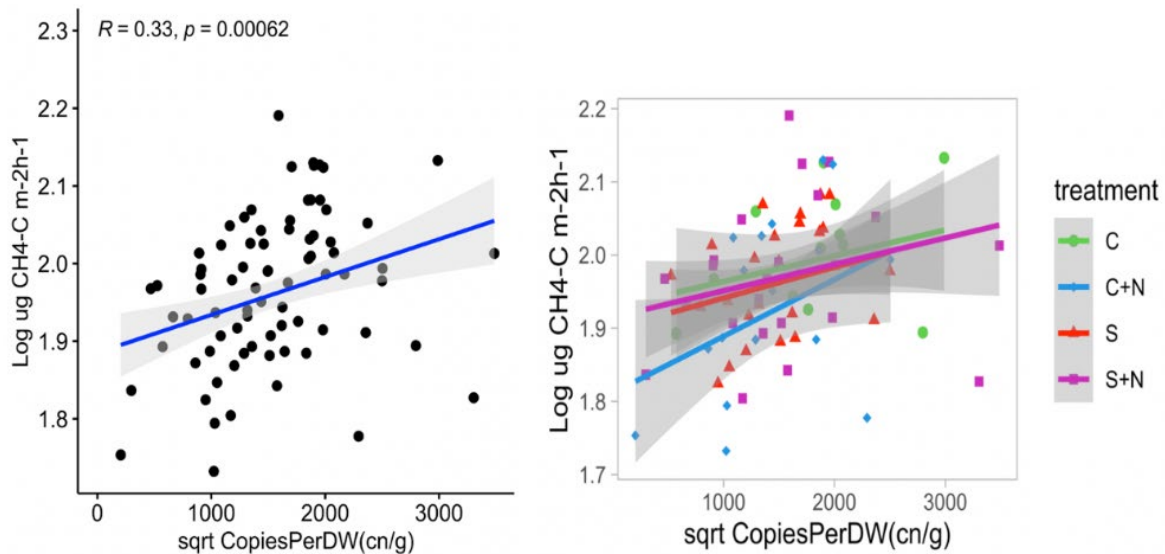 R = 0.33, p = 0.00062
2.3
2.2
2.1
2.0
1.9
1.8
Log ug CH4-C m-2h-1
0 1000 2000 3000
sqrt CopiesPerDW(cn/g)
2.2
2.1
2.0
1.9
1.8
1.7
Log ug CH4-C m-2h-1
1000 2000 3000
sqrt CopiesPerDW(cn/g)
treatment
C
C+N
S
S+N